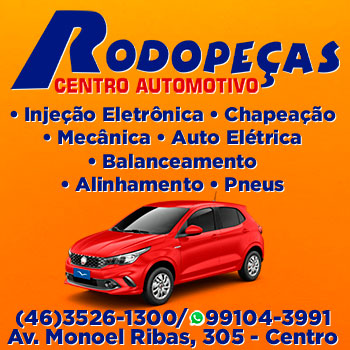 RODOPEÇAS
CENTRO AUTOMOTIVO
• Injeção Eletrônica • Chapeação
• Mecânica • Auto Elétrica
• Balanceamento
• Alinhamento • Pneus
(46)3526-1300/99104-3991
Av. Monoel Ribas, 305 - Centro